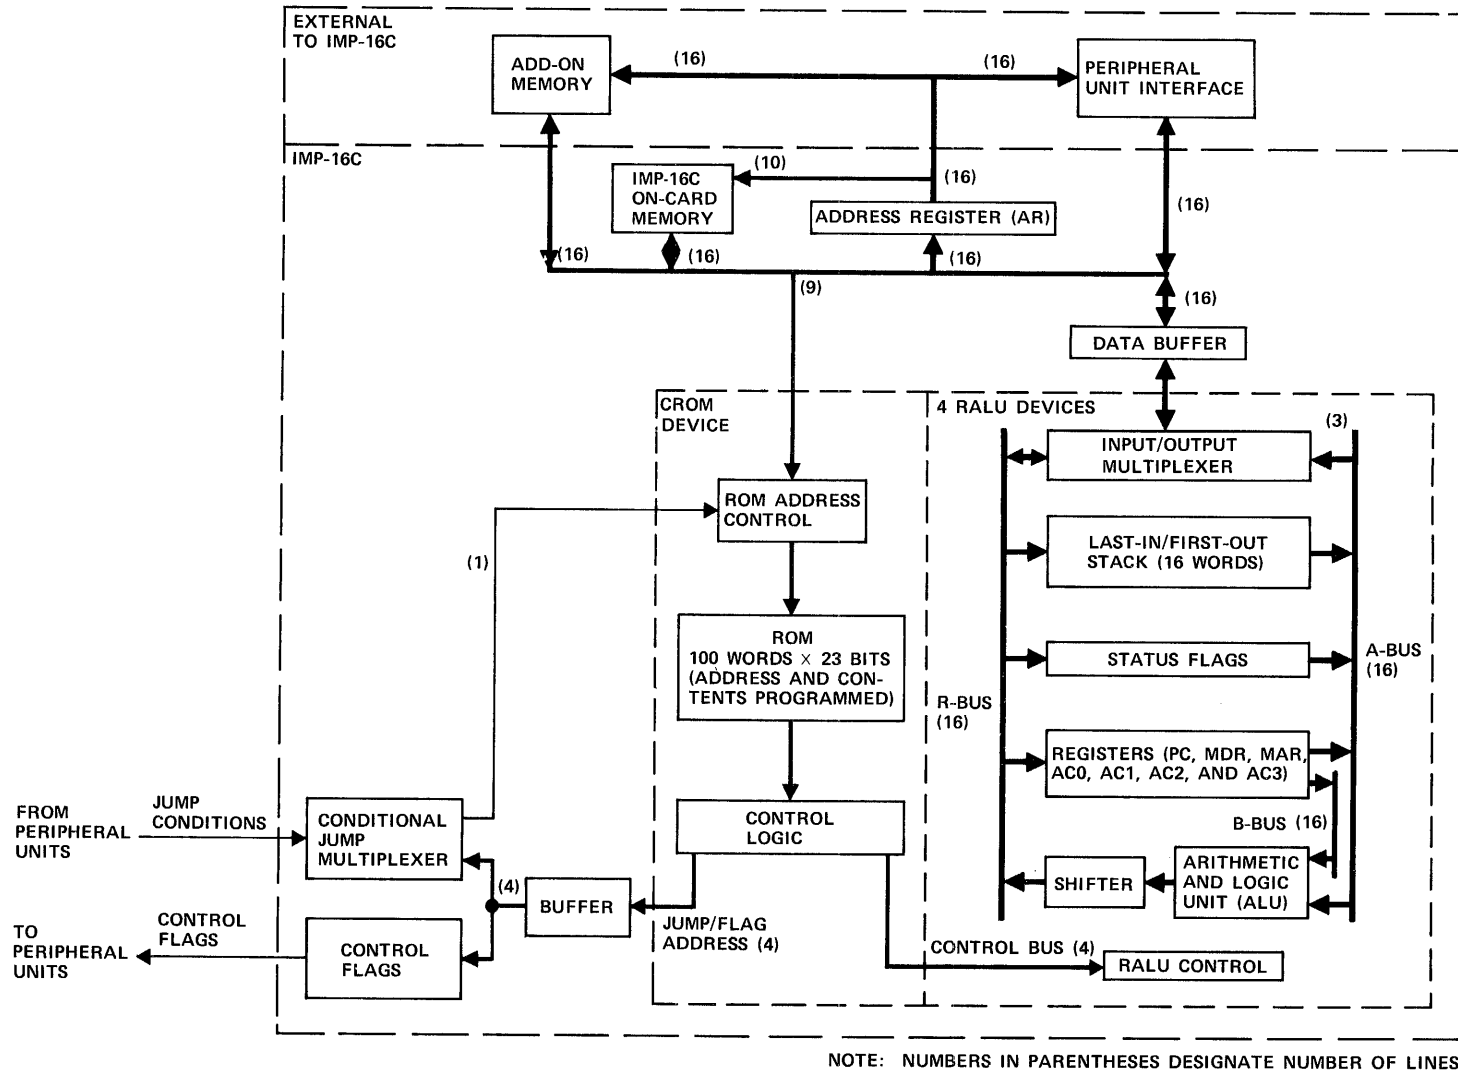 EXTERNAL
TO IMP-16C
ADD-ON
MEMORY
(16)
(16)
PERIPHERAL
UNIT INTERFACE
IMP-16C
IMP-16C
ON-CARD
MEMORY
(10)
(16)
ADDRESS REGISTER (AR)
(16)
(16)
(16)
(16)
(16)
(9)
(16)
DATA BUFFER
CROM
DEVICE
4 RALU DEVICES
(3)
INPUT/OUTPUT
MULTIPLEXER
ROM ADDRESS
CONTROL
LAST-IN/FIRST-OUT
STACK (16 WORDS)
(1)
ROM
100 WORDS × 23 BITS
(ADDRESS AND CON-
TENTS PROGRAMMED)
STATUS FLAGS
A-BUS
(16)
R-BUS
(16)
REGISTERS (PC, MDR, MAR,
AC0, AC1, AC2, AND AC3)
B-BUS (16)
FROM
PERIPHERAL
UNITS
JUMP
CONDITIONS
CONDITIONAL
JUMP
MULTIPLEXER
CONTROL
LOGIC
SHIFTER
ARITHMETIC
AND LOGIC
UNIT (ALU)
(4)
BUFFER
JUMP/FLAG
ADDRESS (4)
TO
PERIPHERAL
UNITS
CONTROL
FLAGS
CONTROL
FLAGS
CONTROL BUS (4)
RALU CONTROL
NOTE: NUMBERS IN PARENTHESES DESIGNATE NUMBER OF LINES